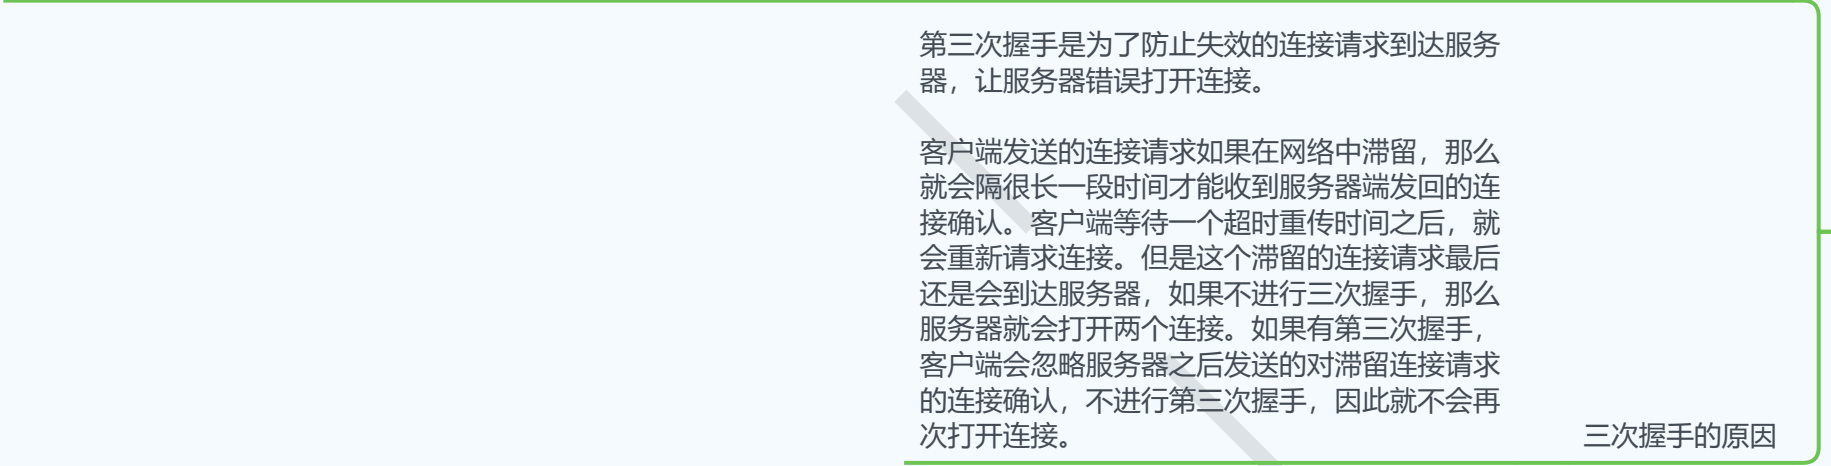 第三次握手是为了防止失效的连接请求到达服务
器，让服务器错误打开连接。
客户端发送的连接请求如果在网络中滞留，那么
就会隔很长一段时间才能收到服务器端发回的连
接确认。客户端等待一个超时重传时间之后，就
会重新请求连接。但是这个滞留的连接请求最后
还是会到达服务器，如果不进行三次握手，那么
服务器就会打开两个连接。如果有第三次握手，
客户端会忽略服务器之后发送的对滞留连接请求
的连接确认，不进行第三次握手，因此就不会再
次打开连接。
三次握手的原因